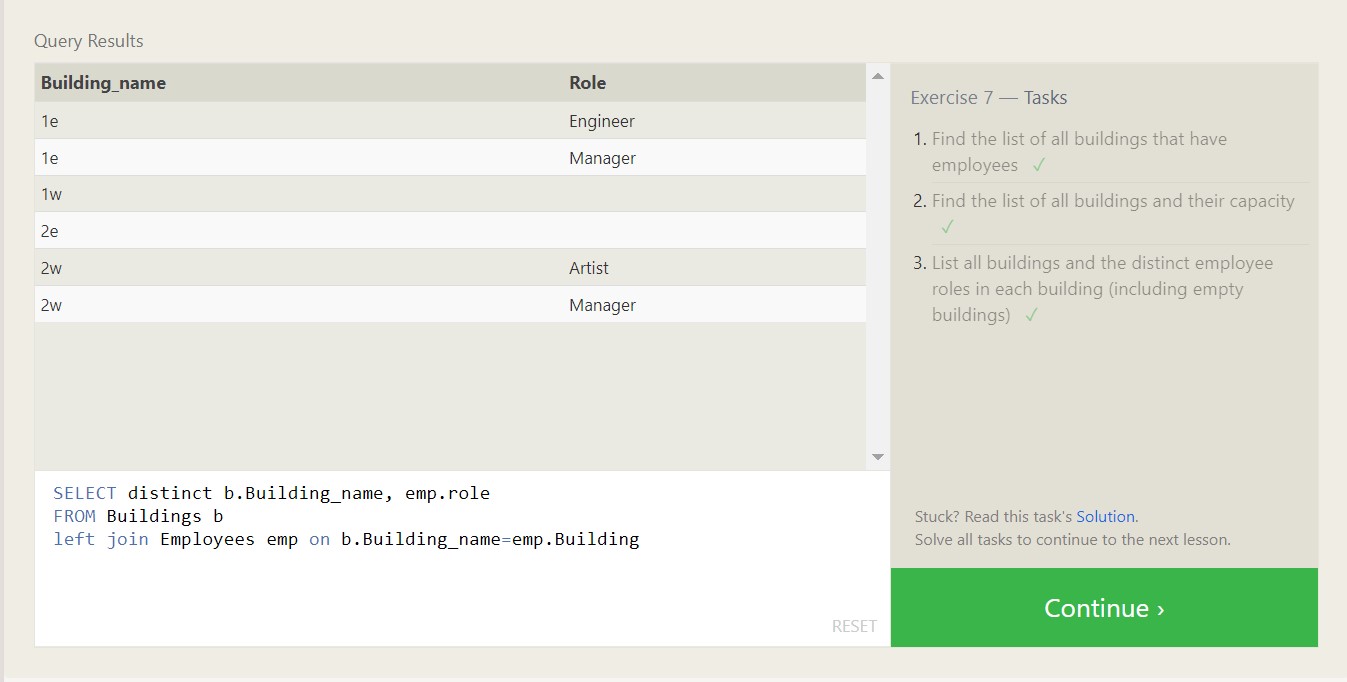 Query Results
Building_name Role
1e Engineer
1e Manager
1w
2e
2w Artist
2w Manager
SELECT distinct b.Building_name, emp.role
FROM Buildings b
left join Employees emp on b.Building_name=emp.Building
RESET
Exercise 7 — Tasks
1. Find the list of all buildings that have
employees ✓
2. Find the list of all buildings and their capacity
✓
3. List all buildings and the distinct employee
roles in each building (including empty
buildings) ✓
Stuck? Read this task's Solution.
Solve all tasks to continue to the next lesson.
Continue ›